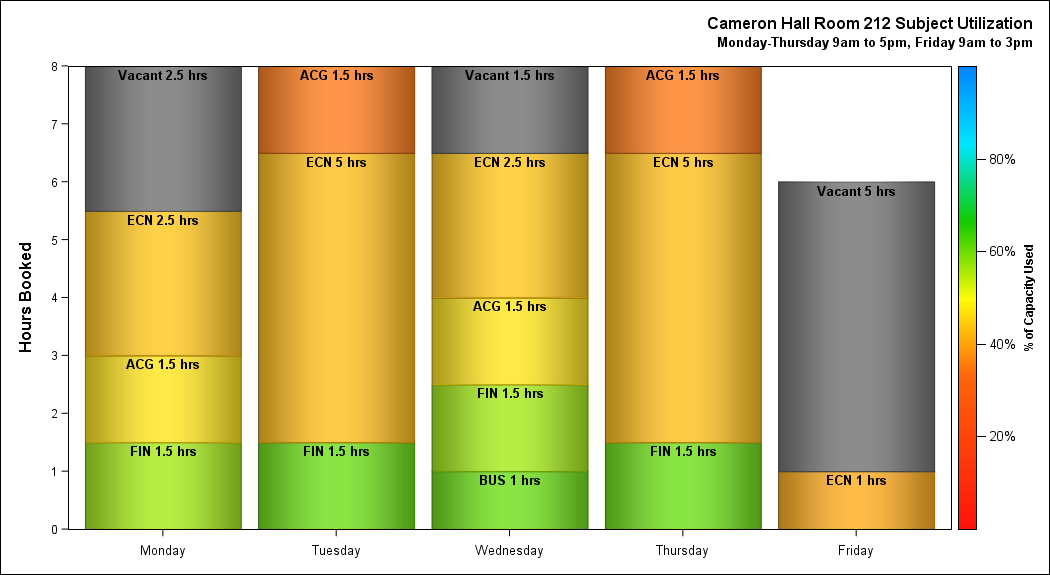 Cameron Hall Room 212 Subject Utilization
Monday-Thursday 9am to 5pm, Friday 9am to 3pm
Hours Booked
8
7
6
5
4
3
2
1
0
Vacant 2.5 hrs
ECN 2.5 hrs
ACG 1.5 hrs
FIN 1.5 hrs
ACG 1.5 hrs
ECN 5 hrs
FIN 1.5 hrs
Vacant 1.5 hrs
ECN 2.5 hrs
ACG 1.5 hrs
FIN 1.5 hrs
BUS 1 hrs
ACG 1.5 hrs
ECN 5 hrs
FIN 1.5 hrs
Vacant 5 hrs
ECN 1 hrs
Monday
Tuesday
Wednesday
Thursday
Friday
80%
60%
40%
20%
% of Capacity Used